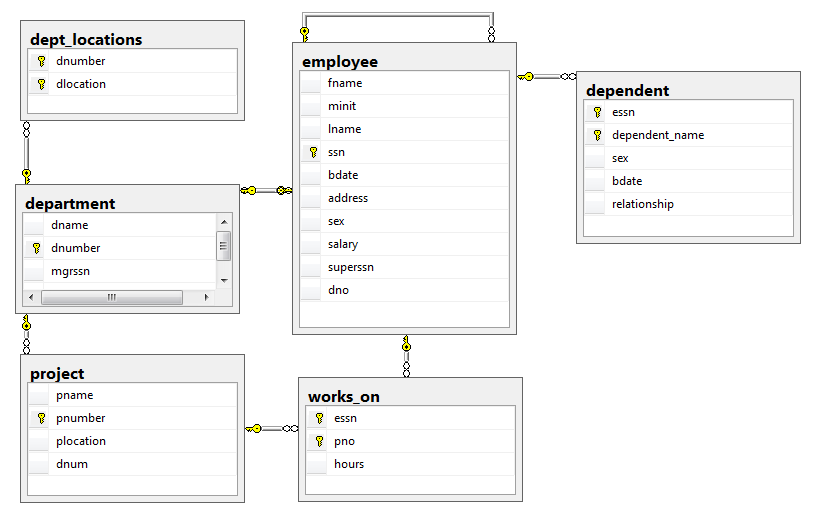 dept_locations
dnumber
dlocation
employee
fname
minit
lname
ssn
bdate
address
sex
salary
superssn
dno
dependent
essn
dependent_name
sex
bdate
relationship
department
dname
dnumber
mgrssn
project
pname
pnumber
plocation
dnum
works_on
essn
pno
hours